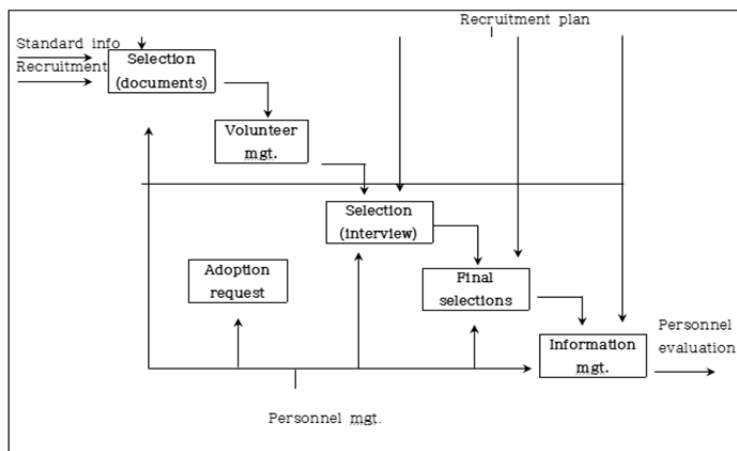 Recruitment plan
Standard info
Recruitment
Selection
(documents)
Volunteer
mgt.
Selection
(interview)
Adoption
request
Final
selections
Information
mgt.
Personnel
evaluation
Personnel mgt.